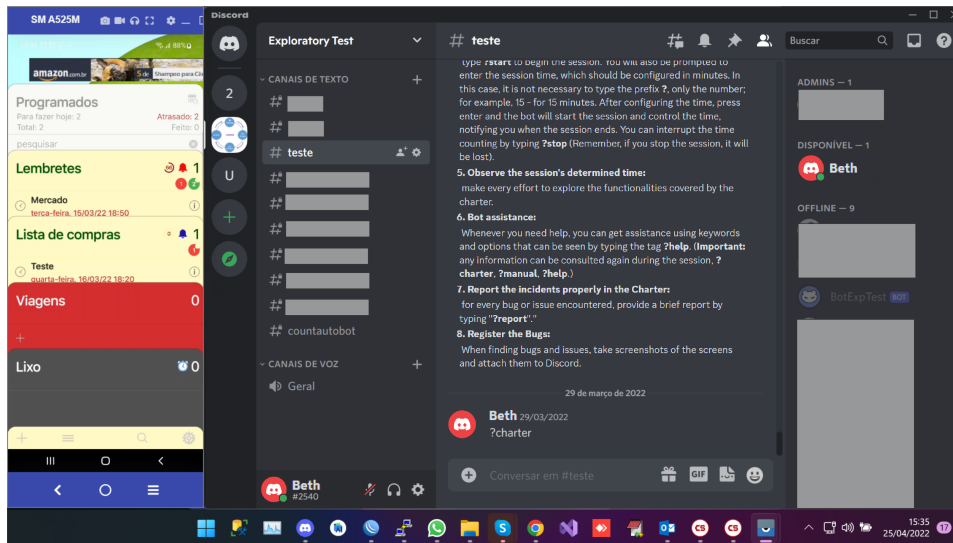 SM A525M
88%
amazon.com.br
5 de
Shampoo para Cla
Programados
Para fazer hoje: 2
Atrasado: 2
Total: 2
Feito: 0
pesquisar
Lembretes
1
1
2
Mercado
terça-feira, 15/03/22 18:50
Lista de compras
1
Teste
quarta-feira, 16/03/22 18:20
Viagens
0
Lixo
0
Discord
2
U
Exploratory Test
CANAIS DE TEXTO
teste
countautobot
CANAIS DE VOZ
Geral
Beth
#2540
teste
Buscar
type ?start to begin the session. You will also be prompted to
enter the session time, which should be configured in minutes. In
this case, it is not necessary to type the prefix ?, only the number;
for example, 15 - for 15 minutes. After configuring the time, press
enter and the bot will start the session and control the time,
notifying you when the session ends. You can interrupt the time
counting by typing ?stop (Remember, if you stop the session, it will
be lost).
5. Observe the session's determined time:
make every effort to explore the functionalities covered by the
charter.
6. Bot assistance:
Whenever you need help, you can get assistance using keywords
and options that can be seen by typing the tag ?help. (Important:
any information can be consulted again during the session, ?
charter, ?manual, ?help.)
7. Report the incidents properly in the Charter:
for every bug or issue encountered, provide a brief report by
typing "?report"."
8. Register the Bugs:
When finding bugs and issues, take screenshots of the screens
and attach them to Discord.
29 de março de 2022
Beth 29/03/2022
?charter
Conversar em #teste
GIF
ADMINS — 1
DISPONÍVEL — 1
Beth
OFFLINE — 9
BotExpTest BOT
15:35
25/04/2022
17